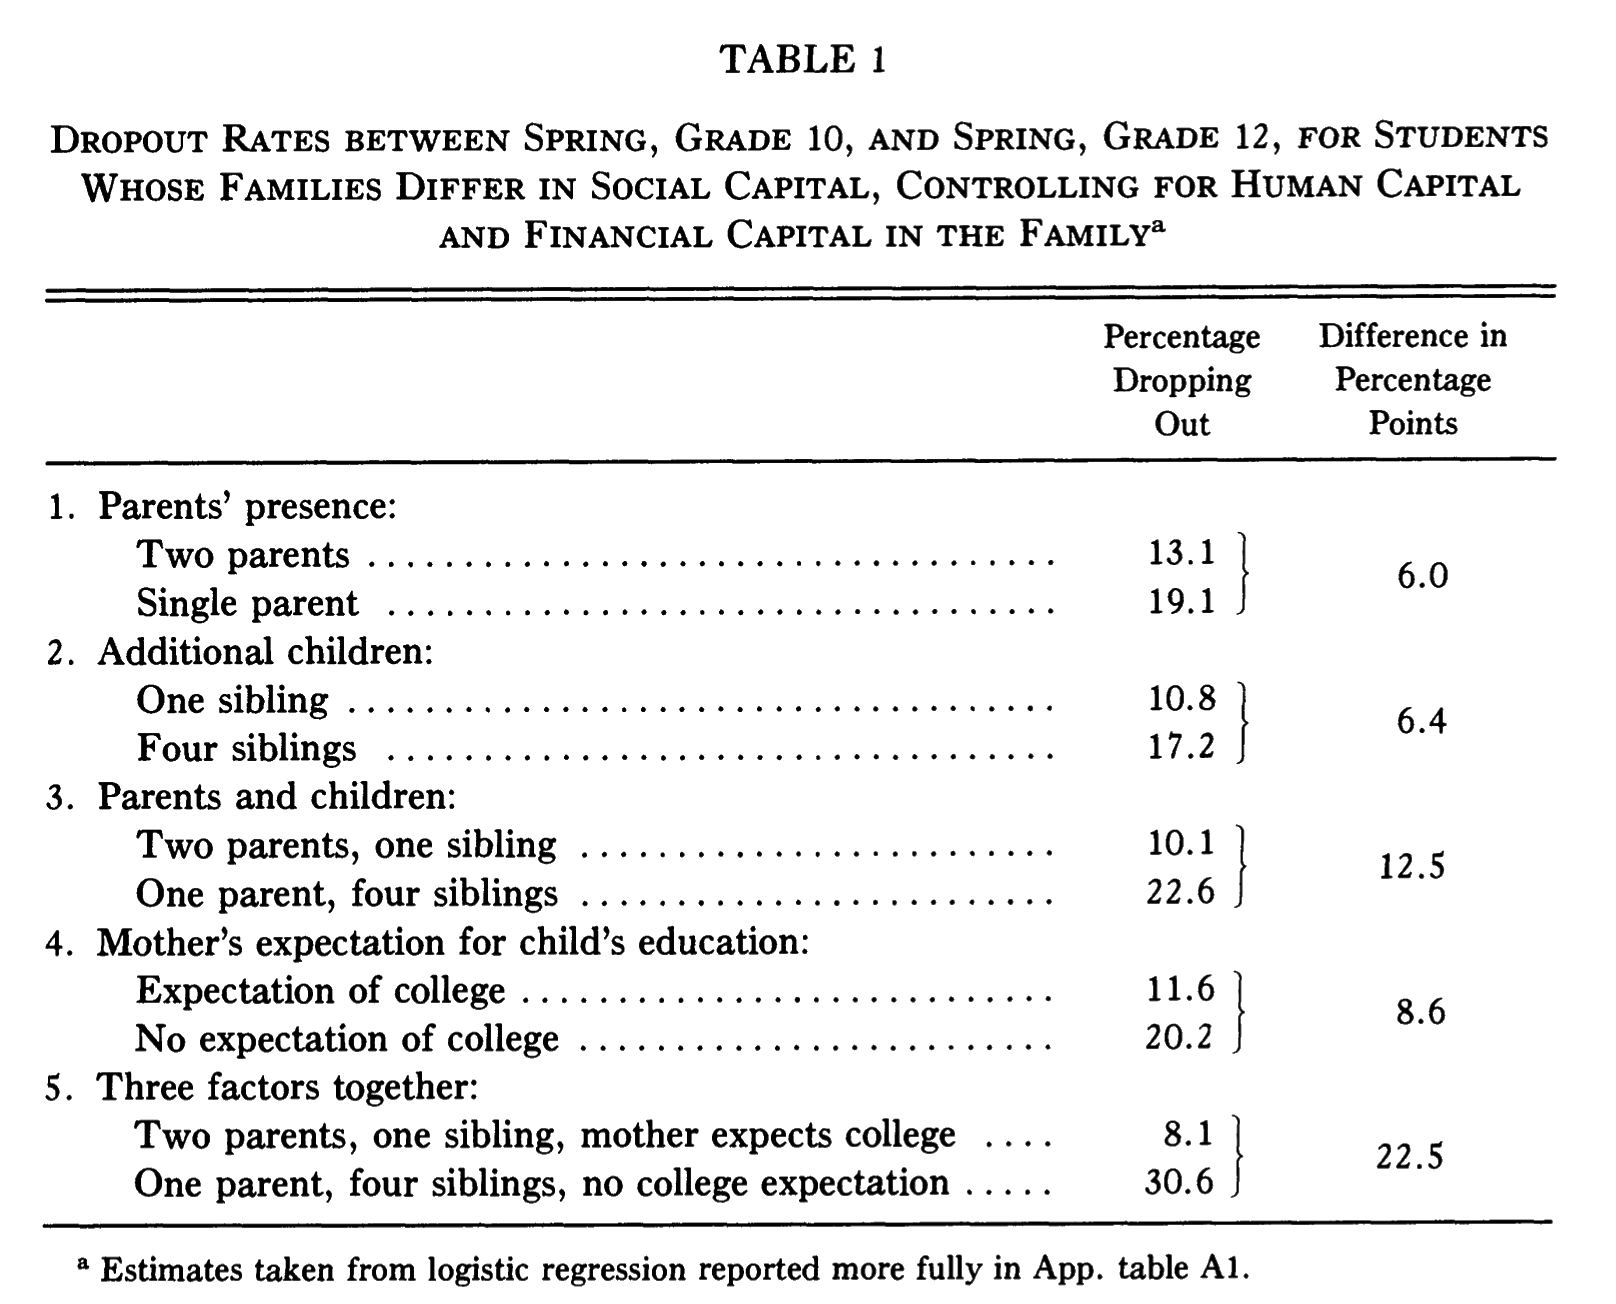 TABLE 1
DROPOUT RATES BETWEEN SPRING, GRADE 10, AND SPRING, GRADE 12, FOR STUDENTS
WHOSE FAMILIES DIFFER IN SOCIAL CAPITAL, CONTROLLING FOR HUMAN CAPITAL
AND FINANCIAL CAPITAL IN THE FAMILYᵃ
Percentage Difference in
Dropping Percentage
Out Points
1. Parents’ presence:
Two parents .................................... 13.1
6.0
Single parent ................................... 19.1
2. Additional children:
One sibling ..................................... 10.8
6.4
Four siblings ................................... 17.2
3. Parents and children:
Two parents, one sibling ......................... 10.1
12.5
One parent, four siblings ......................... 22.6
4. Mother’s expectation for child’s education:
Expectation of college ............................ 11.6
8.6
No expectation of college ......................... 20.2
5. Three factors together:
Two parents, one sibling, mother expects college .... 8.1
22.5
One parent, four siblings, no college expectation ..... 30.6
ᵃ Estimates taken from logistic regression reported more fully in App. table A1.